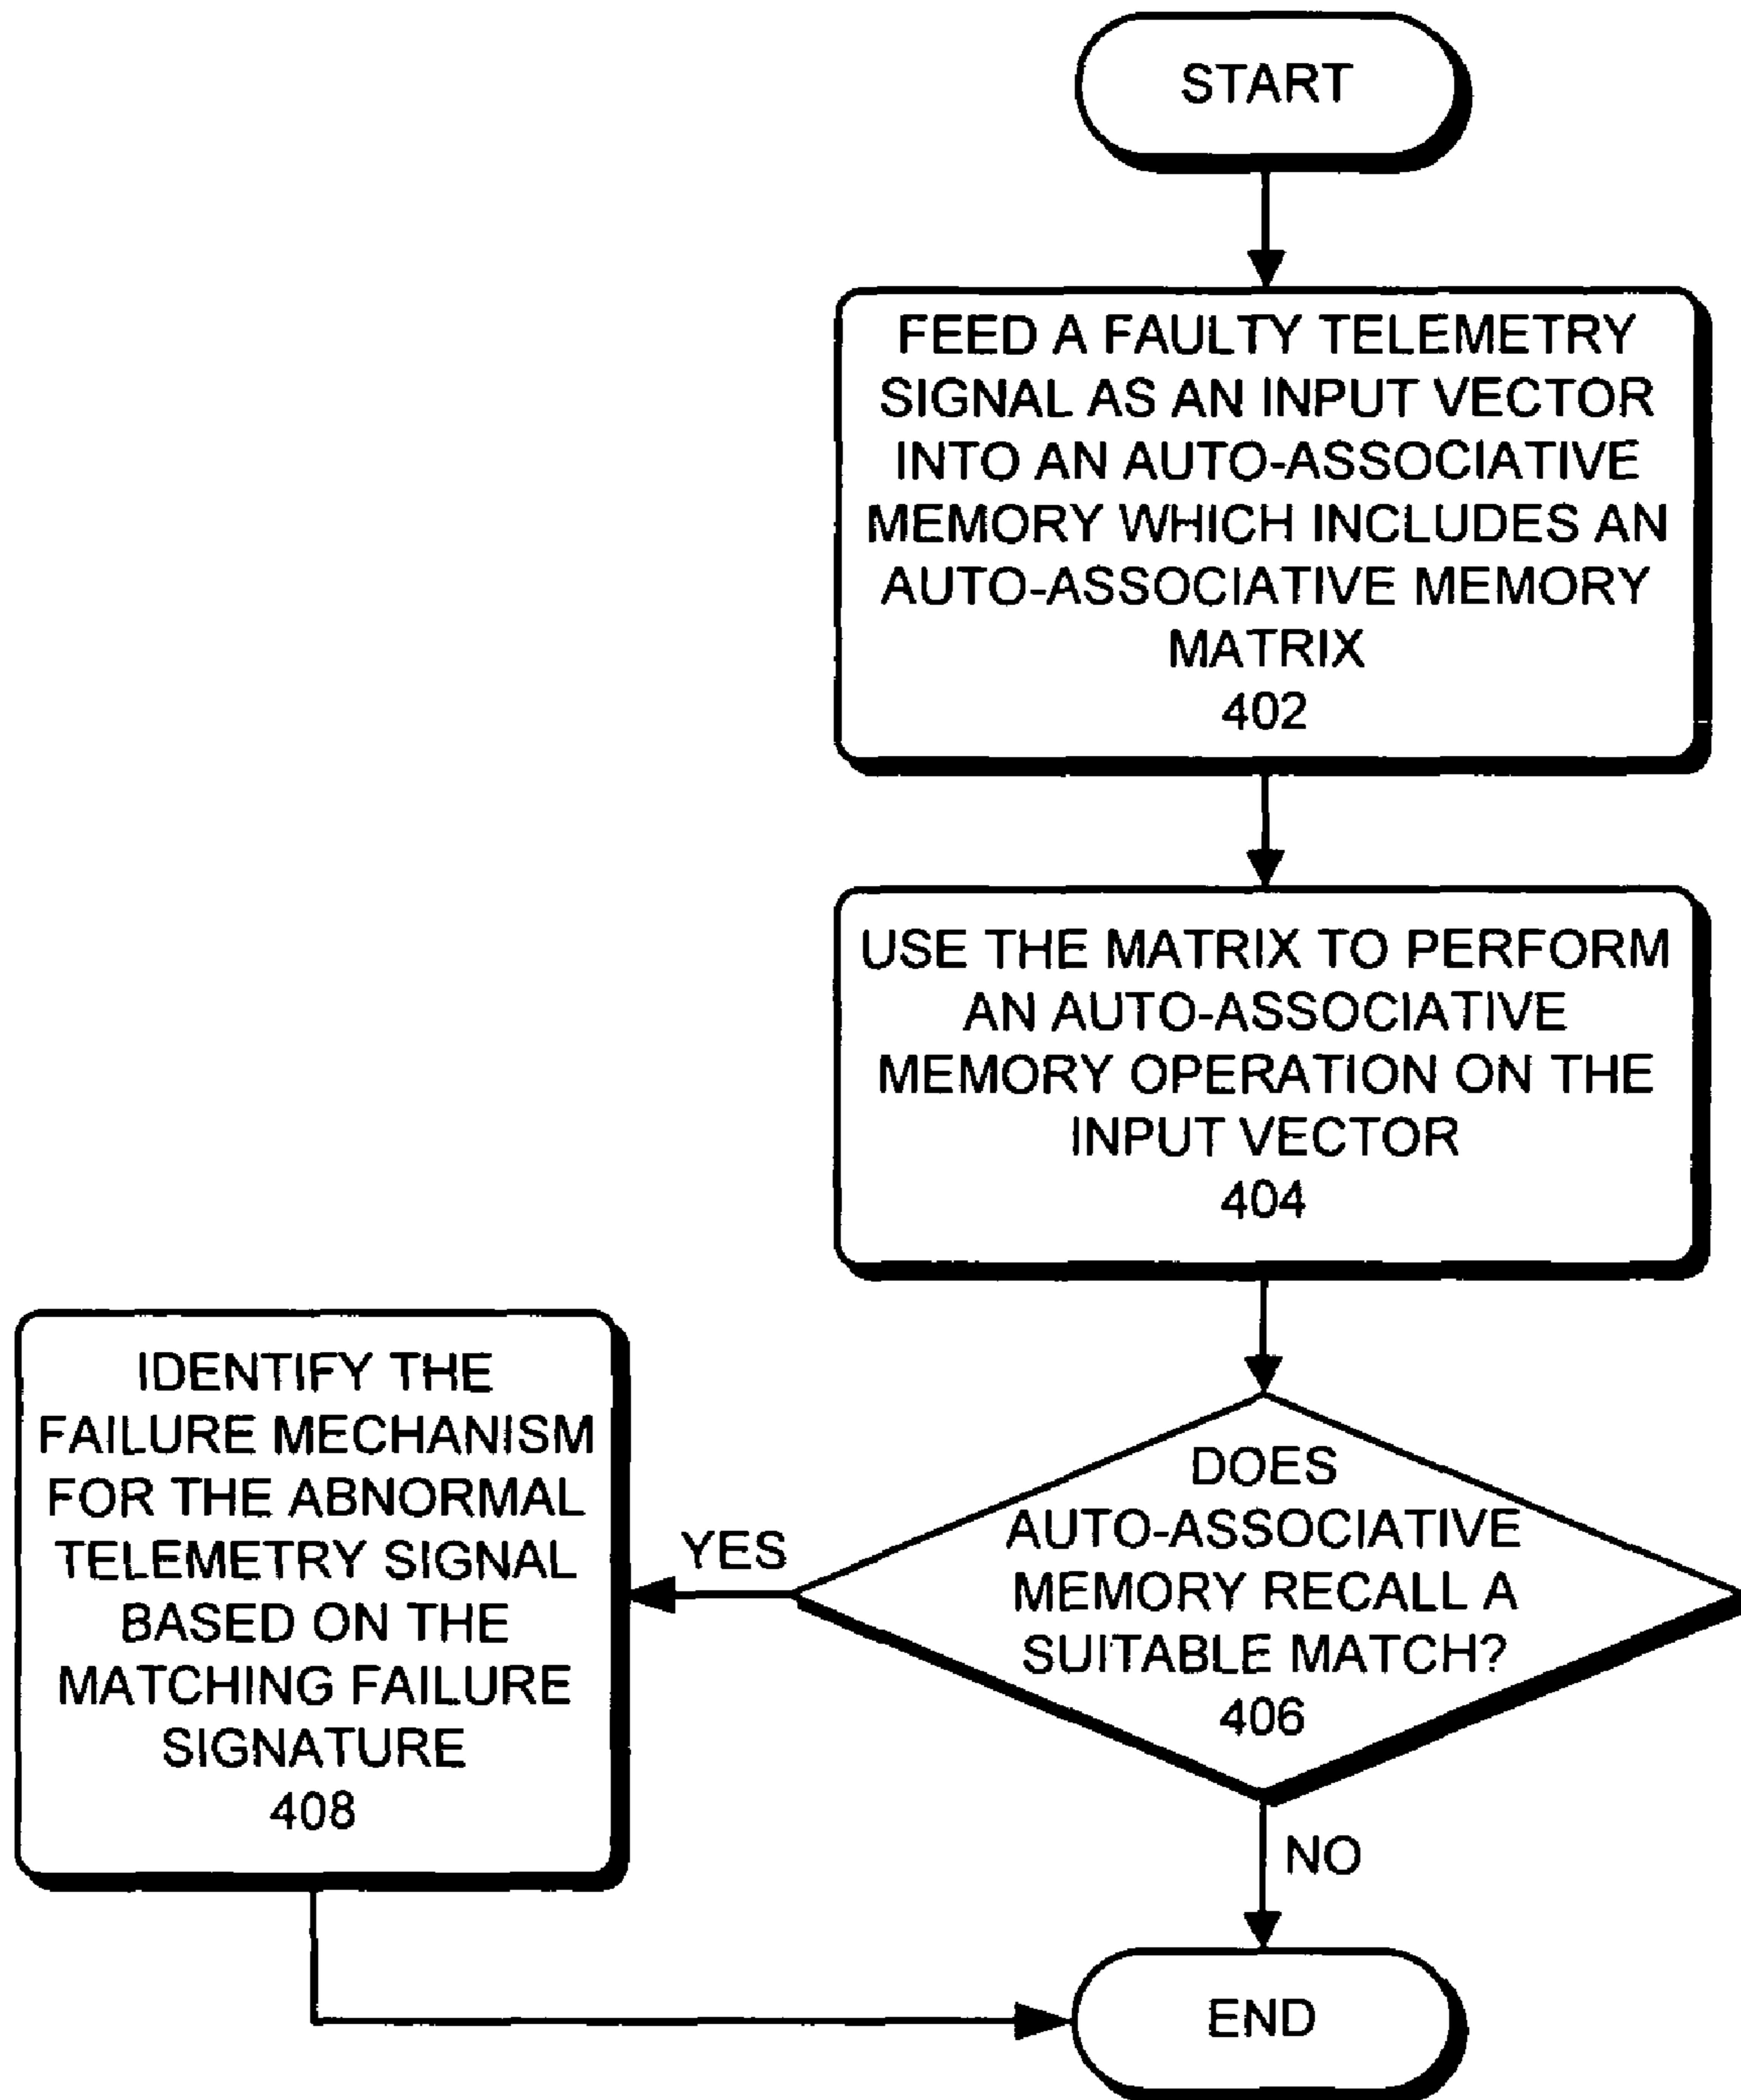 START
FEED A FAULTY TELEMETRY
SIGNAL AS AN INPUT VECTOR
INTO AN AUTO-ASSOCIATIVE
MEMORY WHICH INCLUDES AN
AUTO-ASSOCIATIVE MEMORY
MATRIX
402
USE THE MATRIX TO PERFORM
AN AUTO-ASSOCIATIVE
MEMORY OPERATION ON THE
INPUT VECTOR
404
DOES
AUTO-ASSOCIATIVE
MEMORY RECALL A
SUITABLE MATCH?
406
YES
IDENTIFY THE
FAILURE MECHANISM
FOR THE ABNORMAL
TELEMETRY SIGNAL
BASED ON THE
MATCHING FAILURE
SIGNATURE
408
NO
END